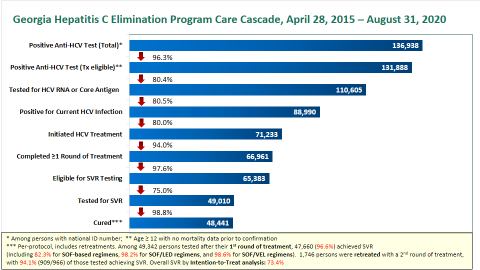 Georgia Hepatitis C Elimination Program Care Cascade, April 28, 2015 – August 31, 2020
Positive Anti-HCV Test (Total)*
136,938
96.3%
Positive Anti-HCV Test (Tx eligible)**
131,888
80.4%
Tested for HCV RNA or Core Antigen
110,605
80.5%
Positive for Current HCV Infection
88,990
80.0%
Initiated HCV Treatment
71,233
94.0%
Completed ≥1 Round of Treatment
66,961
97.6%
Eligible for SVR Testing
65,383
75.0%
Tested for SVR
49,010
98.8%
Cured***
48,441
* Among persons with national ID number; ** Age ≥ 12 with no mortality data prior to confirmation
*** Per-protocol, includes retreatments. Among 49,342 persons tested after their 1st round of treatment, 47,660 (96.6%) achieved SVR
(Including 82.3% for SOF-based regimens, 98.2% for SOF/LED regimens, and 98.6% for SOF/VEL regimens). 1,746 persons were retreated with a 2nd round of treatment,
with 94.1% (909/966) of those tested achieving SVR. Overall SVR by Intention-to-Treat analysis: 73.4%